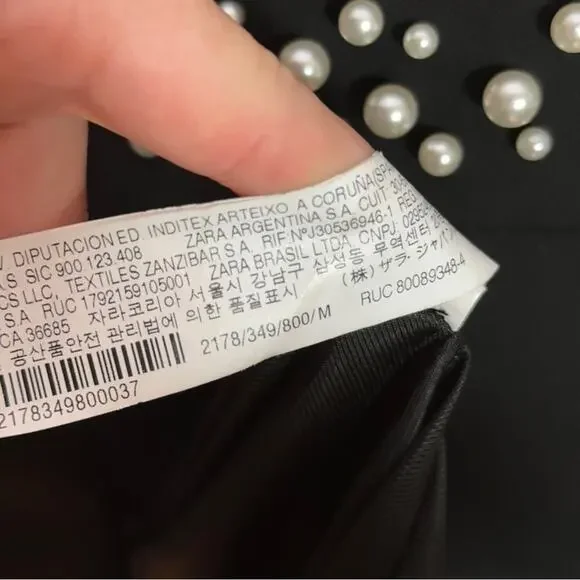 V. DIPUTACION ED. INDITEX ARTEIXO A CORUÑA (SP
SIC 900 123 408 ZARA ARGENTINA S.A. CUIT.
CS LLC, TEXTILES ZANZIBAR S.A. RIF. Nº J30536946-1
S.A. RUC 1792159105001 ZARA BRASIL LTDA, CNPJ.
CA 36685 자라코리아 서울시 강남구 삼성동 무역센터
공산품안전 관리법에 의한 품질표시 (株) ザラ・ジャパ
2178/349/800/M RUC 80089348-4
2178349800037